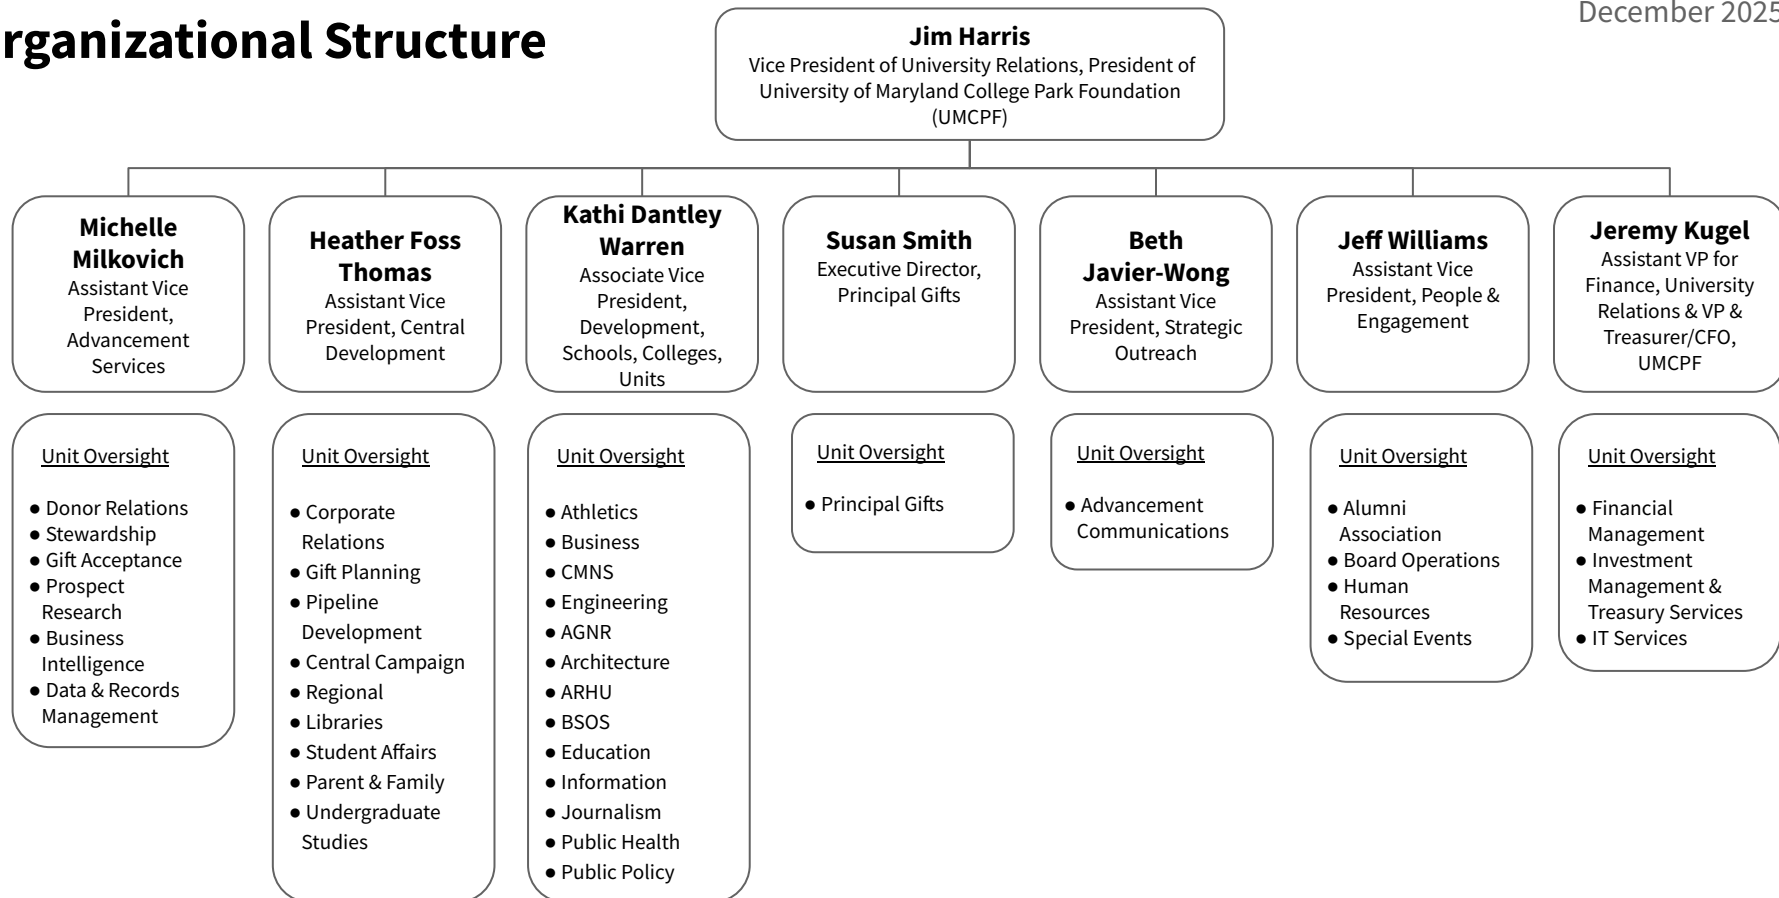 rganizational Structure
December 2025
Jim Harris
Vice President of University Relations, President of
University of Maryland College Park Foundation
(UMCPF)
Michelle
Milkovich
Assistant Vice
President,
Advancement
Services
Heather Foss
Thomas
Assistant Vice
President, Central
Development
Kathi Dantley
Warren
Associate Vice
President,
Development,
Schools, Colleges,
Units
Susan Smith
Executive Director,
Principal Gifts
Beth
Javier-Wong
Assistant Vice
President, Strategic
Outreach
Jeff Williams
Assistant Vice
President, People &
Engagement
Jeremy Kugel
Assistant VP for
Finance, University
Relations & VP &
Treasurer/CFO,
UMCPF
Unit Oversight
● Donor Relations
● Stewardship
● Gift Acceptance
● Prospect
Research
● Business
Intelligence
● Data & Records
Management
Unit Oversight
● Corporate
Relations
● Gift Planning
● Pipeline
Development
● Central Campaign
● Regional
● Libraries
● Student Affairs
● Parent & Family
● Undergraduate
Studies
Unit Oversight
● Athletics
● Business
● CMNS
● Engineering
● AGNR
● Architecture
● ARHU
● BSOS
● Education
● Information
● Journalism
● Public Health
● Public Policy
Unit Oversight
● Principal Gifts
Unit Oversight
● Advancement
Communications
Unit Oversight
● Alumni
Association
● Board Operations
● Human
Resources
● Special Events
Unit Oversight
● Financial
Management
● Investment
Management &
Treasury Services
● IT Services